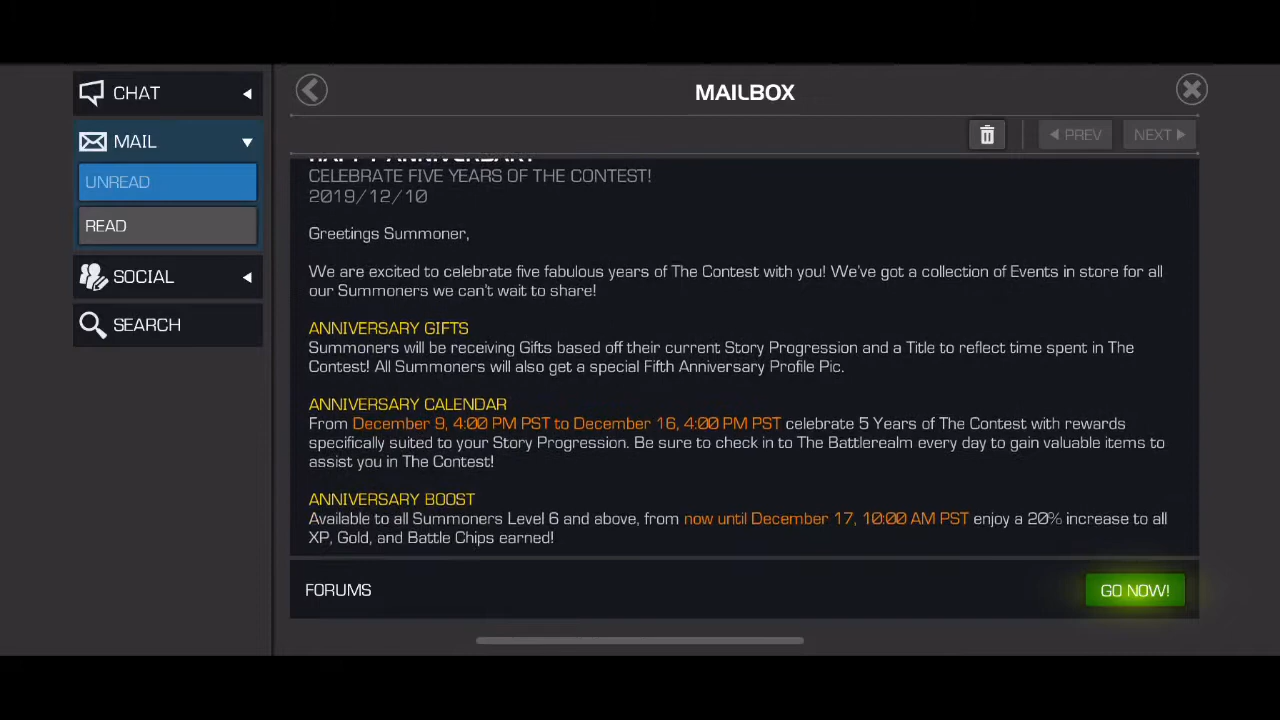 MAILBOX
CHAT
MAIL
UNREAD
READ
SOCIAL
SEARCH
PREV
NEXT
HAPPY ANNIVERSARY
CELEBRATE FIVE YEARS OF THE CONTEST!
2019/12/10
Greetings Summoner,
We are excited to celebrate five fabulous years of The Contest with you! We've got a collection of Events in store for all
our Summoners we can't wait to share!
ANNIVERSARY GIFTS
Summoners will be receiving Gifts based off their current Story Progression and a Title to reflect time spent in The
Contest! All Summoners will also get a special Fifth Anniversary Profile Pic.
ANNIVERSARY CALENDAR
From December 9, 4:00 PM PST to December 16, 4:00 PM PST celebrate 5 Years of The Contest with rewards
specifically suited to your Story Progression. Be sure to check in to The Battlerealm every day to gain valuable items to
assist you in The Contest!
ANNIVERSARY BOOST
Available to all Summoners Level 6 and above, from now until December 17, 10:00 AM PST enjoy a 20% increase to all
XP, Gold, and Battle Chips earned!
FORUMS
GO NOW!